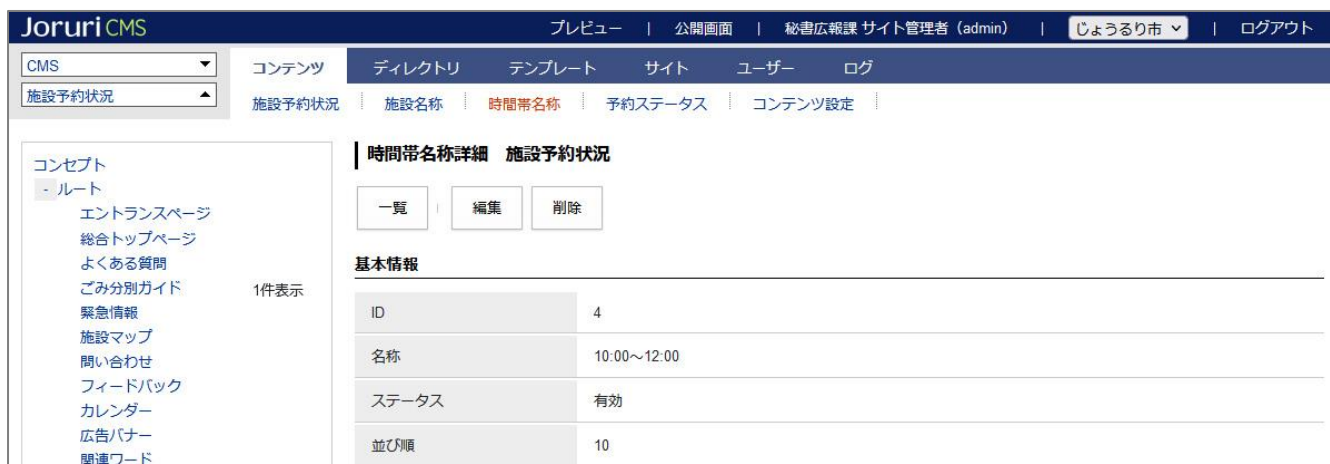 Joruri CMS プレビュー | 公開画面 | 秘書広報課 サイト管理者 (admin) | じょうるり市 | ログアウト
CMS
施設予約状況
コンテンツ ディレクトリ テンプレート サイト ユーザー ログ
施設予約状況 施設名称 時間帯名称 予約ステータス コンテンツ設定
コンセプト
- ルート
エントランスページ
総合トップページ
よくある質問
ごみ分別ガイド
緊急情報
施設マップ
問い合わせ
フィードバック
カレンダー
広告バナー
関連ワード
1件表示
時間帯名称詳細 施設予約状況
一覧 編集 削除
基本情報
ID 4
名称 10:00～12:00
ステータス 有効
並び順 10